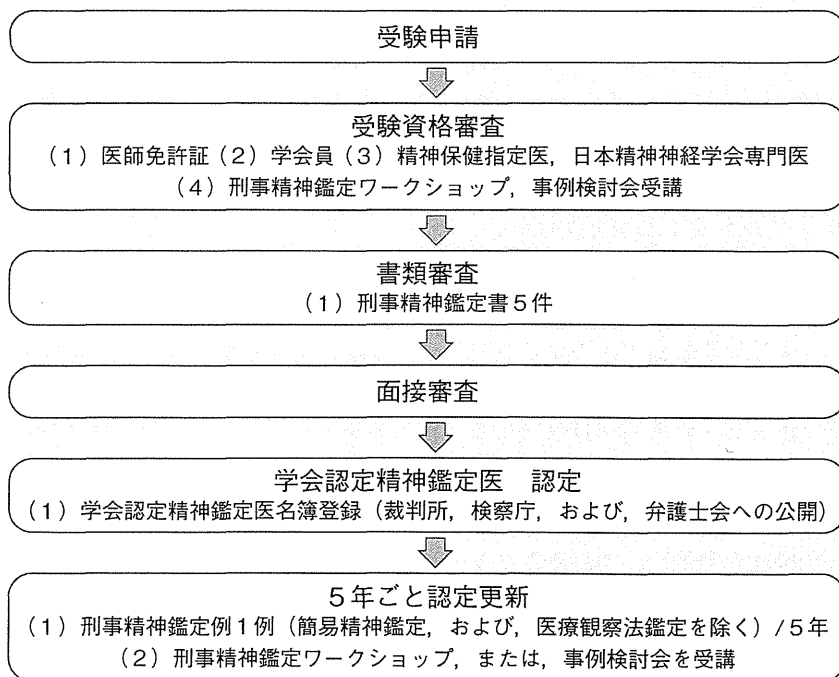 受験申請
受験資格審査
(1) 医師免許証 (2) 学会員 (3) 精神保健指定医, 日本精神神経学会専門医
(4) 刑事精神鑑定ワークショップ, 事例検討会受講
書類審査
(1) 刑事精神鑑定書5件
面接審査
学会認定精神鑑定医 認定
(1) 学会認定精神鑑定医名簿登録 (裁判所, 検察庁, および, 弁護士会への公開)
5年ごと認定更新
(1) 刑事精神鑑定例1例 (簡易精神鑑定, および, 医療観察法鑑定を除く) /5年
(2) 刑事精神鑑定ワークショップ, または, 事例検討会を受講